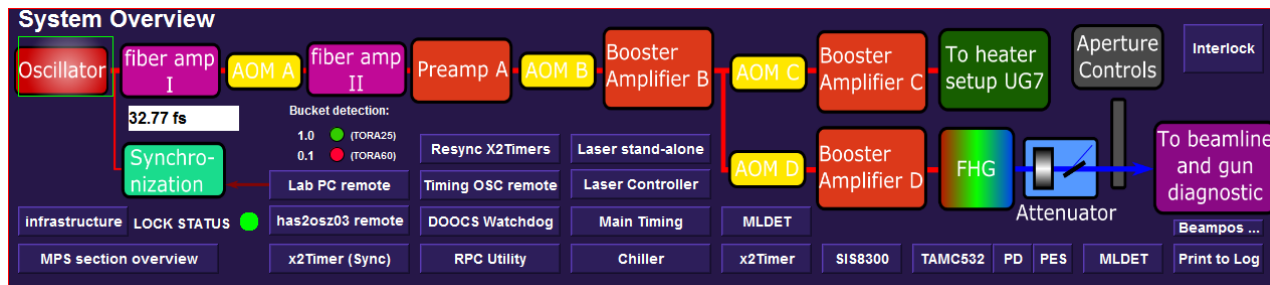 System Overview
Oscillator
fiber amp
I
AOM A
fiber amp
II
Preamp A
AOM B
Booster
Amplifier B
AOM C
Booster
Amplifier C
To heater
setup UG7
Aperture
Controls
Interlock
32.77 fs
Bucket detection:
1.0 (TORA25)
0.1 (TORA60)
Synchro-
nization
Resync X2Timers
Laser stand-alone
AOM D
Booster
Amplifier D
FHG
Attenuator
To beamline
and gun
diagnostic
Lab PC remote
Timing OSC remote
Laser Controller
infrastructure
LOCK STATUS
has2osz03 remote
DOOCS Watchdog
Main Timing
MLDET
Beampos ...
MPS section overview
x2Timer (Sync)
RPC Utility
Chiller
x2Timer
SIS8300
TAMC532
PD
PES
MLDET
Print to Log